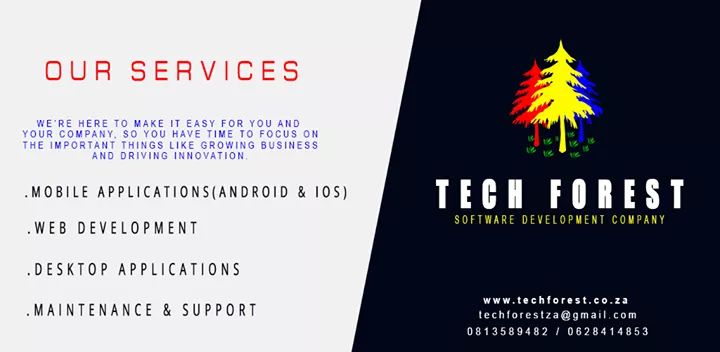 OUR SERVICES
WE'RE HERE TO MAKE IT EASY FOR YOU AND
YOUR COMPANY, SO YOU HAVE TIME TO FOCUS ON
THE IMPORTANT THINGS LIKE GROWING BUSINESS
AND DRIVING INNOVATION.
.MOBILE APPLICATIONS(ANDROID & IOS)
.WEB DEVELOPMENT
.DESKTOP APPLICATIONS
.MAINTENANCE & SUPPORT
TECH FOREST
SOFTWARE DEVELOPMENT COMPANY
www.techforest.co.za
techforestza@gmail.com
0813589482 / 0628414853